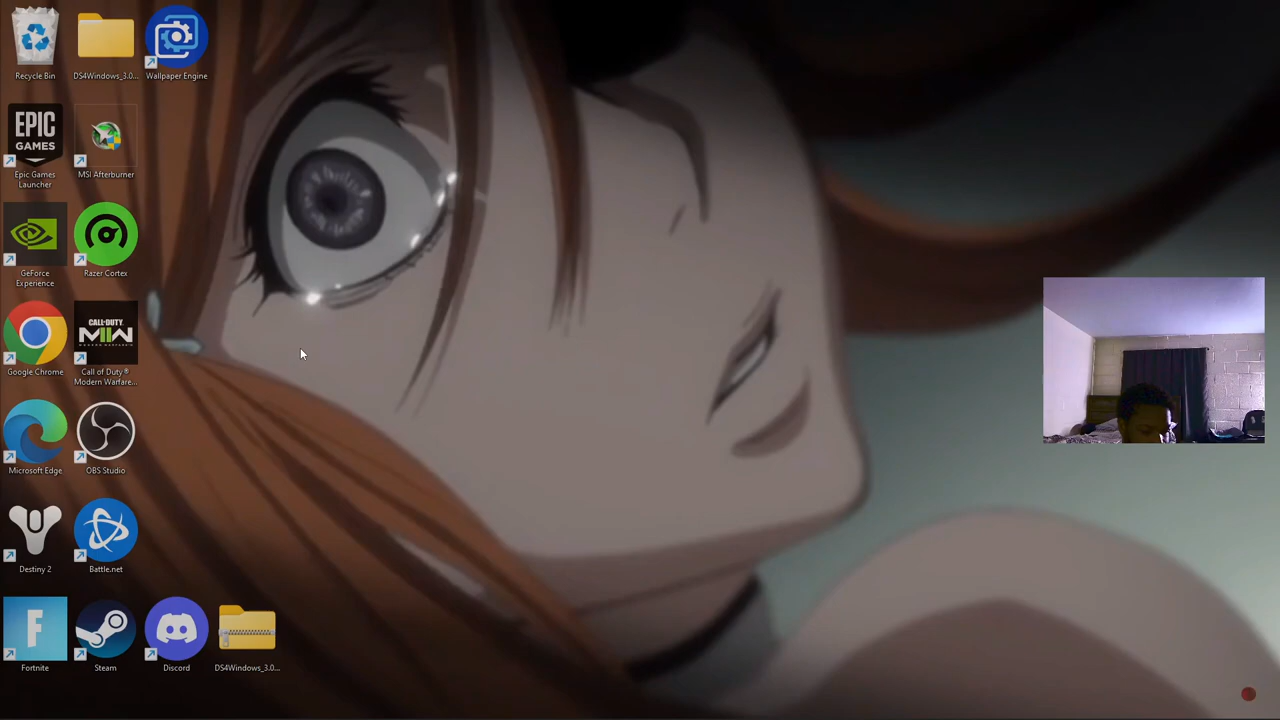 Recycle Bin
DS4Windows_3.0...
Wallpaper Engine
EPIC
GAMES
Epic Games
Launcher
MSI Afterburner
GeForce
Experience
Razer Cortex
Google Chrome
CALL OF DUTY
MWII
Call of Duty®
Modern Warfare...
Microsoft Edge
OBS Studio
Destiny 2
Battle.net
F
Fortnite
Steam
Discord
DS4Windows_3.0...